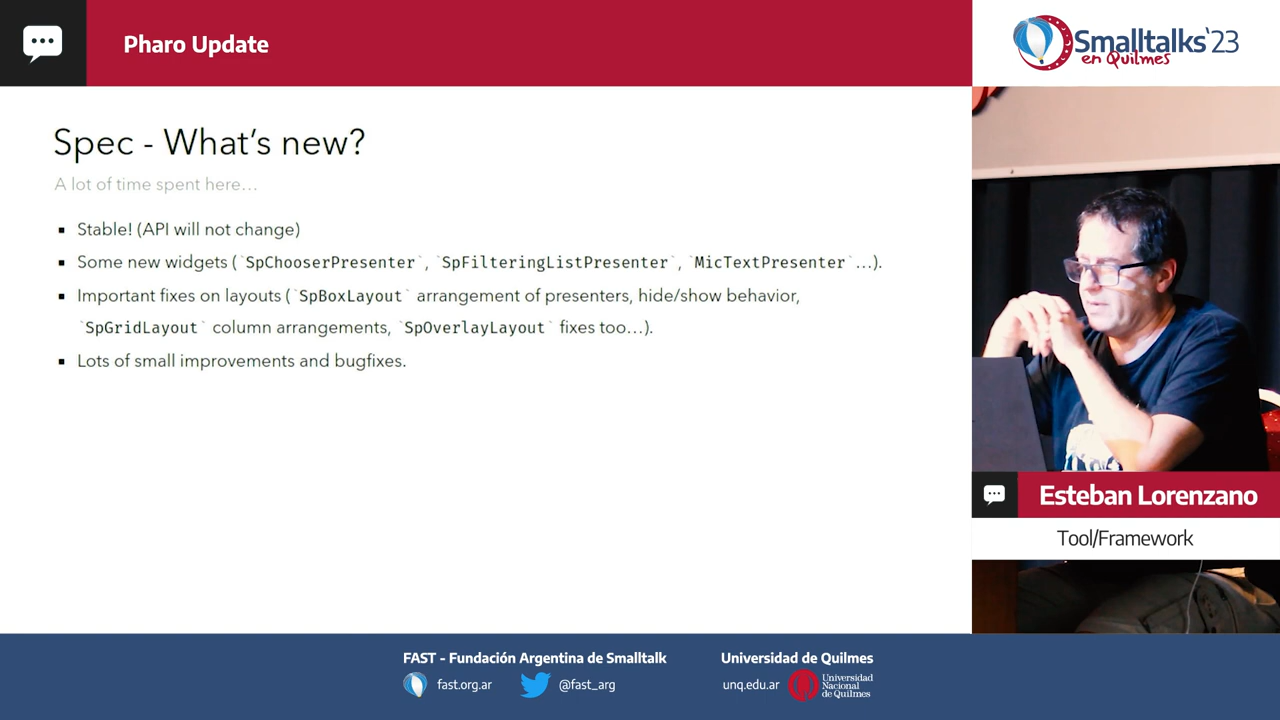 Pharo Update
Smalltalks'23
en Quilmes
Spec - What's new?
A lot of time spent here...
▪ Stable! (API will not change)
▪ Some new widgets (`SpChooserPresenter`, `SpFilteringListPresenter`, `MicTextPresenter`...).
▪ Important fixes on layouts (`SpBoxLayout` arrangement of presenters, hide/show behavior,
`SpGridLayout` column arrangements, `SpOverlayLayout` fixes too...).
▪ Lots of small improvements and bugfixes.
Esteban Lorenzano
Tool/Framework
FAST - Fundación Argentina de Smalltalk
fast.org.ar
@fast_arg
Universidad de Quilmes
unq.edu.ar
Universidad
Nacional
de Quilmes